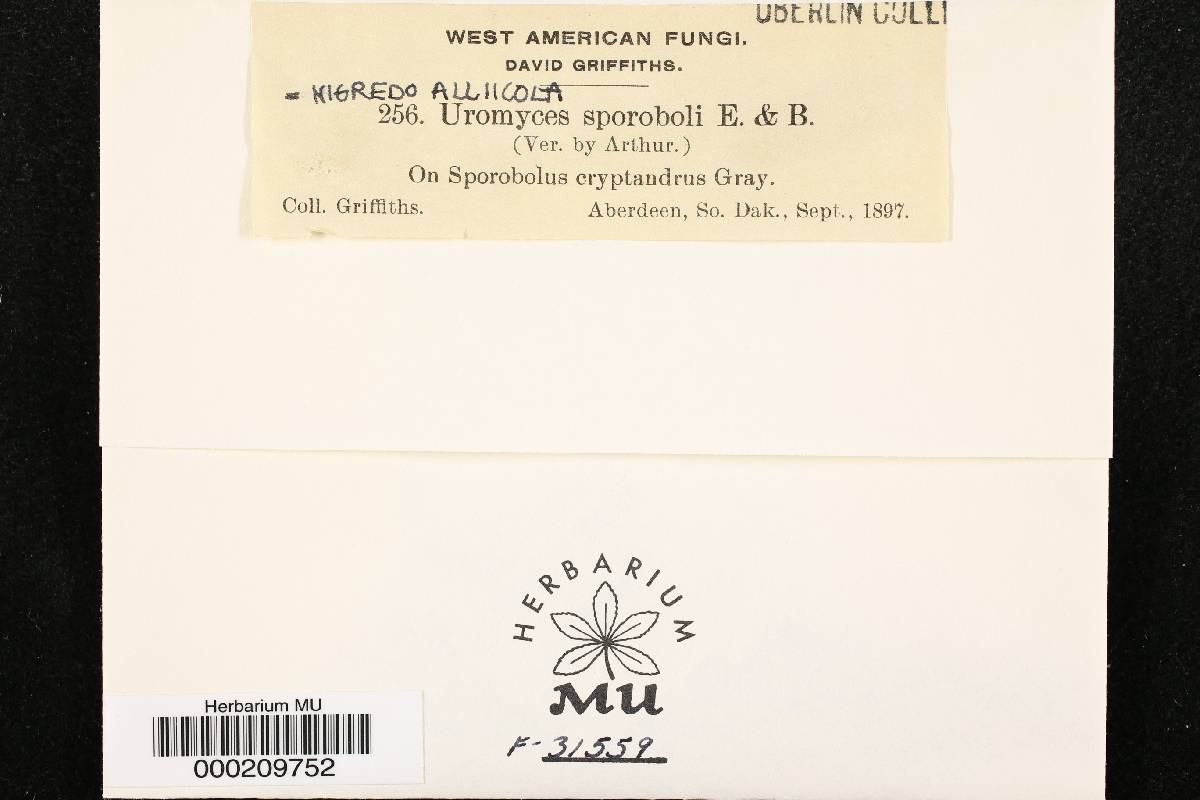 OBERLIN COLL
WEST AMERICAN FUNGI.
DAVID GRIFFITHS.
= NIGREDO ALLIICOLA
256. Uromyces sporoboli E. & B.
(Ver. by Arthur.)
On Sporobolus cryptandrus Gray.
Coll. Griffiths. Aberdeen, So. Dak., Sept., 1897.
HERBARIUM
MU
F-31559
Herbarium MU
000209752